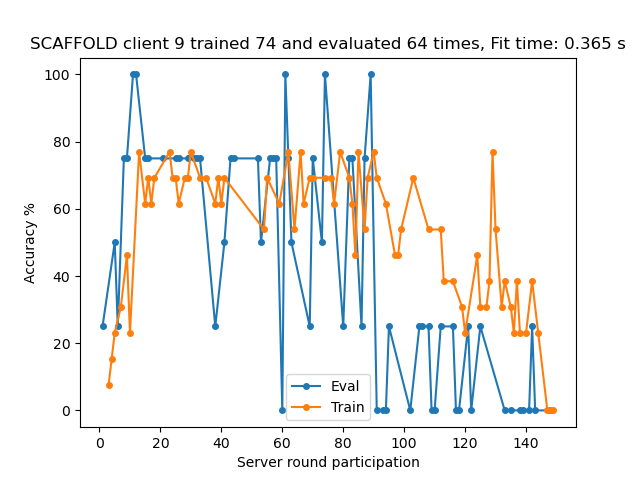 SCAFFOLD client 9 trained 74 and evaluated 64 times, Fit time: 0.365 s
100
80
60
40
20
0
Accuracy %
Eval
Train
0 20 40 60 80 100 120 140
Server round participation